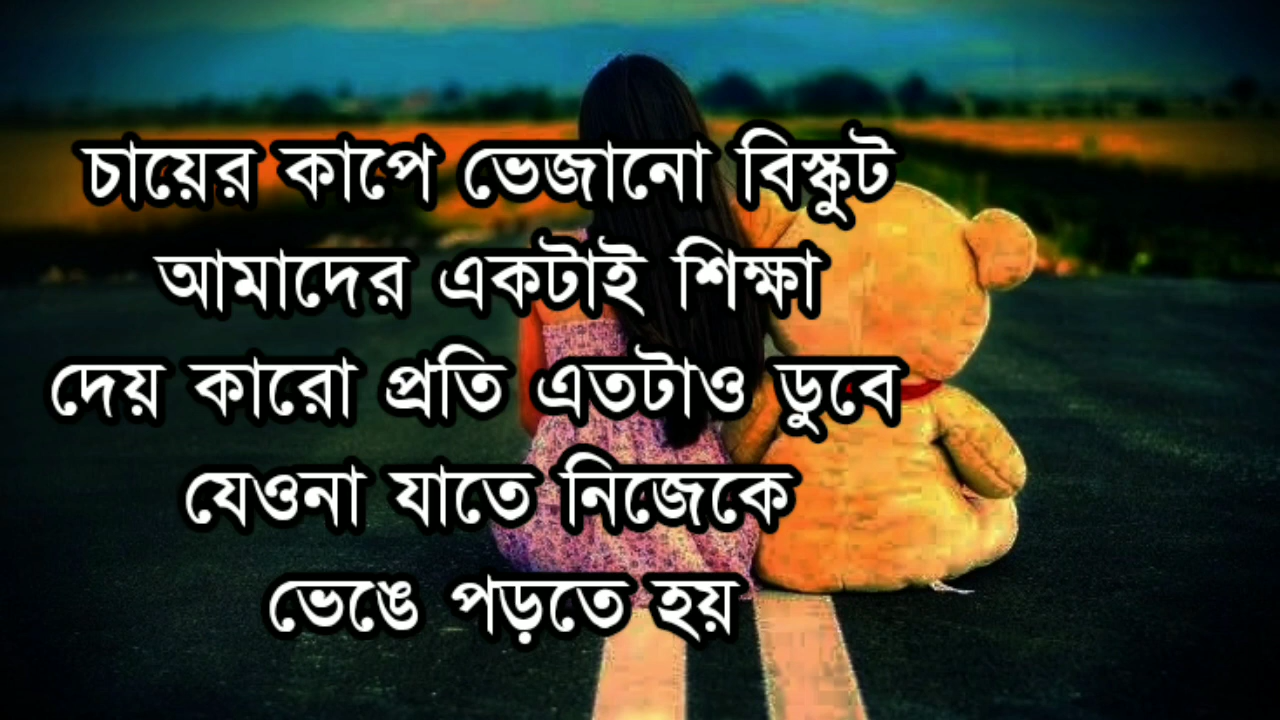 চায়ের কাপে ভেজানো বিস্কুট
আমাদের একটাই শিক্ষা
দেয় কারো প্রতি এতটাও ডুবে
যেওনা যাতে নিজেকে
ভেঙে পড়তে হয়